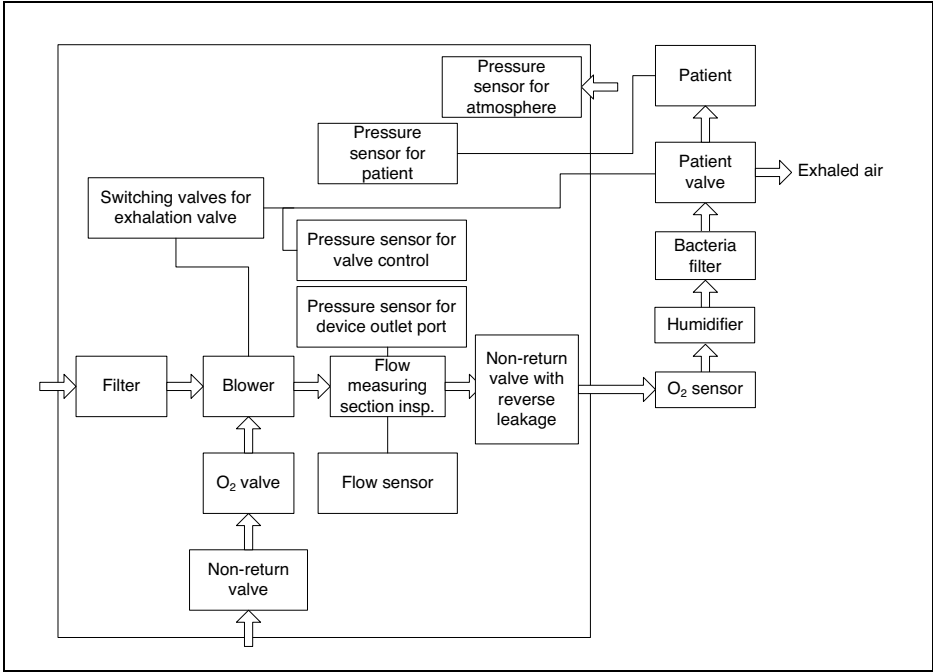 Pressure
sensor for
atmosphere
Patient
Pressure
sensor for
patient
Patient
valve
Exhaled air
Switching valves for
exhalation valve
Pressure sensor for
valve control
Bacteria
filter
Pressure sensor for
device outlet port
Humidifier
Filter
Blower
Flow
measuring
section insp.
Non-return
valve with
reverse
leakage
O₂ sensor
O₂ valve
Flow sensor
Non-return
valve